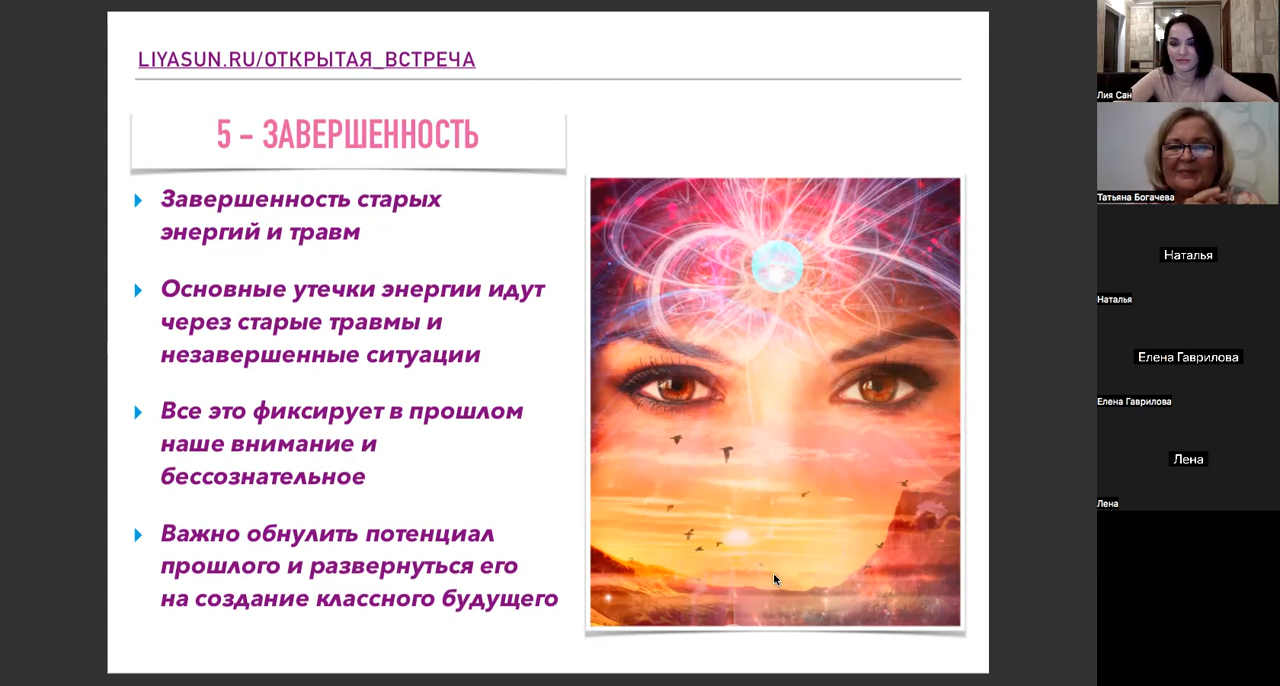 LIYASUN.RU/ОТКРЫТАЯ_ВСТРЕЧА
5 - ЗАВЕРШЕННОСТЬ
Завершенность старых
энергий и травм
Основные утечки энергии идут
через старые травмы и
незавершенные ситуации
Все это фиксирует в прошлом
наше внимание и
бессознательное
Важно обнулить потенциал
прошлого и развернуться его
на создание классного будущего
Лия Сан
Татьяна Богачева
Наталья
Наталья
Елена Гаврилова
Елена Гаврилова
Лена
Лена